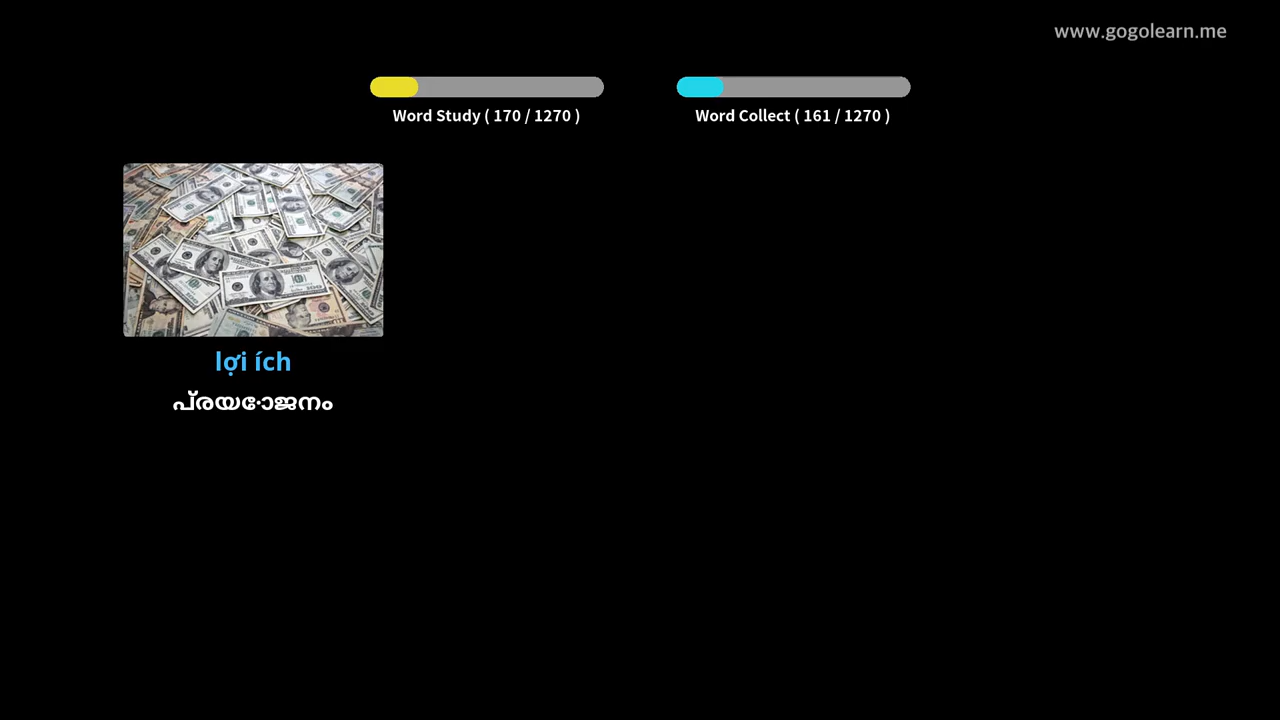 www.gogolearn.me
Word Study ( 170 / 1270 )
Word Collect ( 161 / 1270 )
lợi ích
പ്രയോജനം